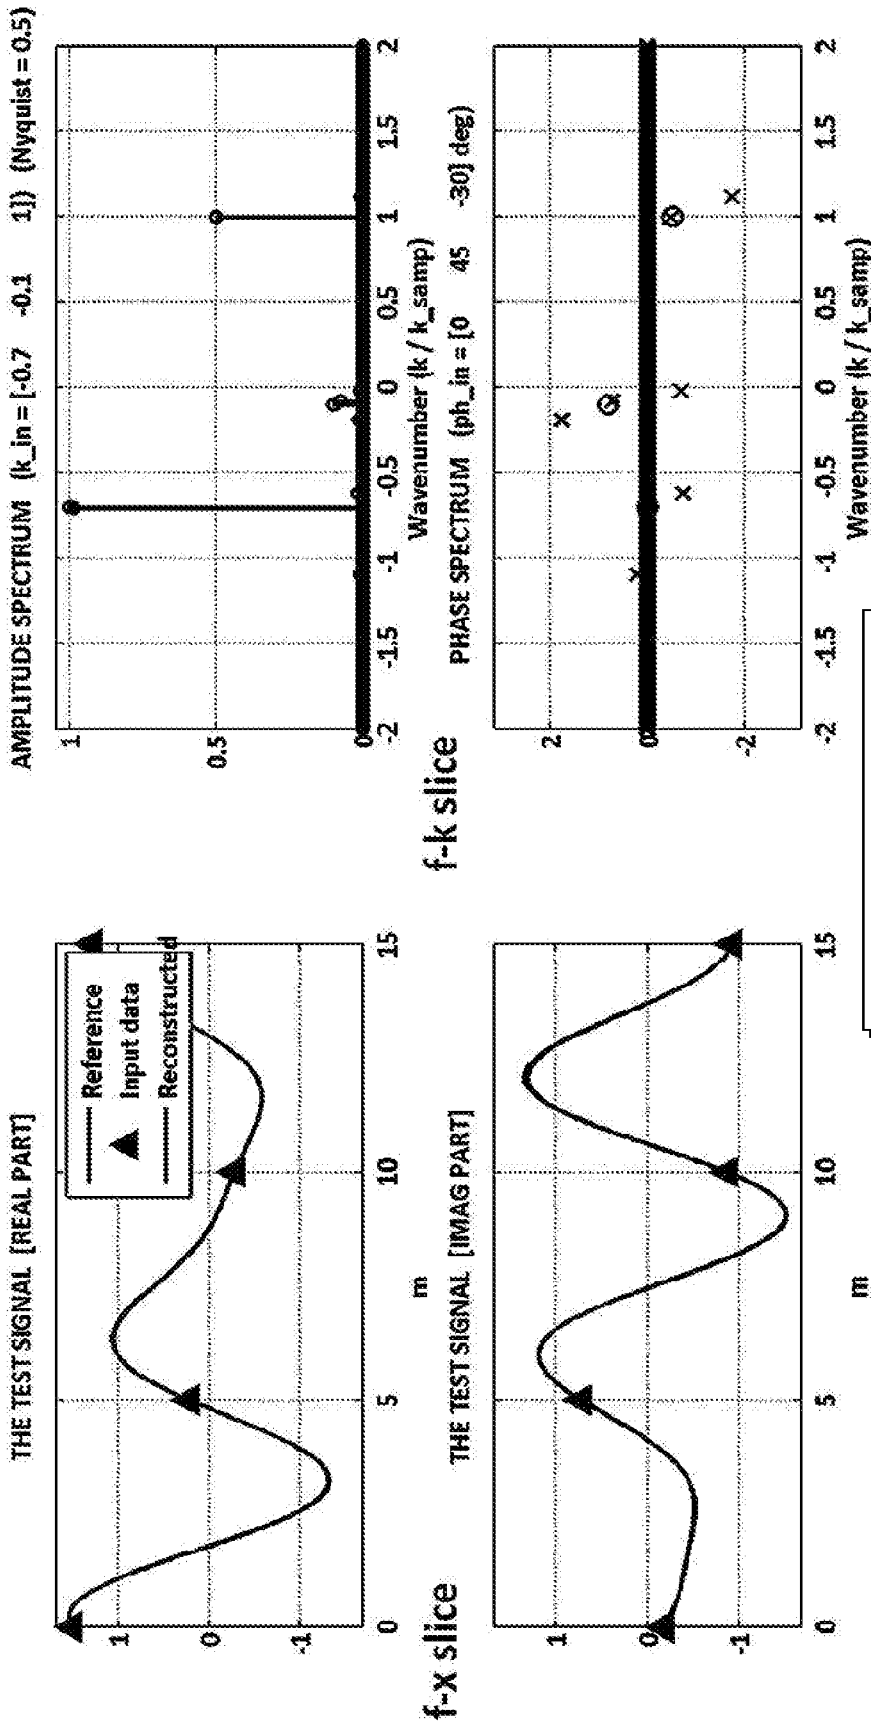 THE TEST SIGNAL [REAL PART]
1
0
-1
Reference
Input data
Reconstructed
0
5
10
15
m
f-x slice
THE TEST SIGNAL [IMAG PART]
1
0
-1
0
5
10
15
m
AMPLITUDE SPECTRUM (k_in = [-0.7 -0.1 1]) (Nyquist = 0.5)
1
0.5
0
-2
-1.5
-1
-0.5
0
0.5
1
1.5
2
Wavenumber (k / k_samp)
f-k slice
PHASE SPECTRUM (ph_in = [0 45 -30] deg)
2
0
-2
-2
-1.5
-1
-0.5
0
0.5
1
1.5
2
Wavenumber (k / k_samp)